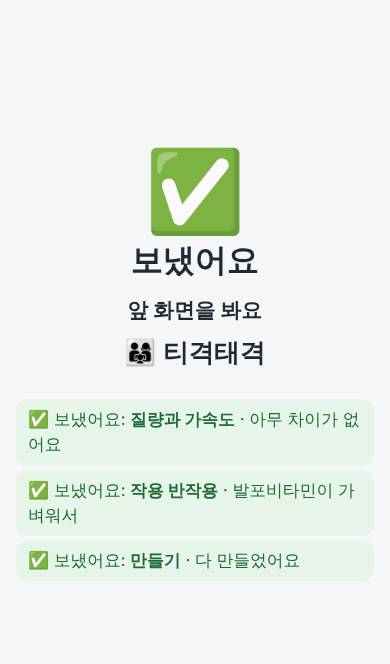 ✅
보냈어요
앞 화면을 봐요
👨‍👩‍👧 티격태격
✅ 보냈어요: 질량과 가속도 · 아무 차이가 없
어요
✅ 보냈어요: 작용 반작용 · 발포비타민이 가
벼워서
✅ 보냈어요: 만들기 · 다 만들었어요